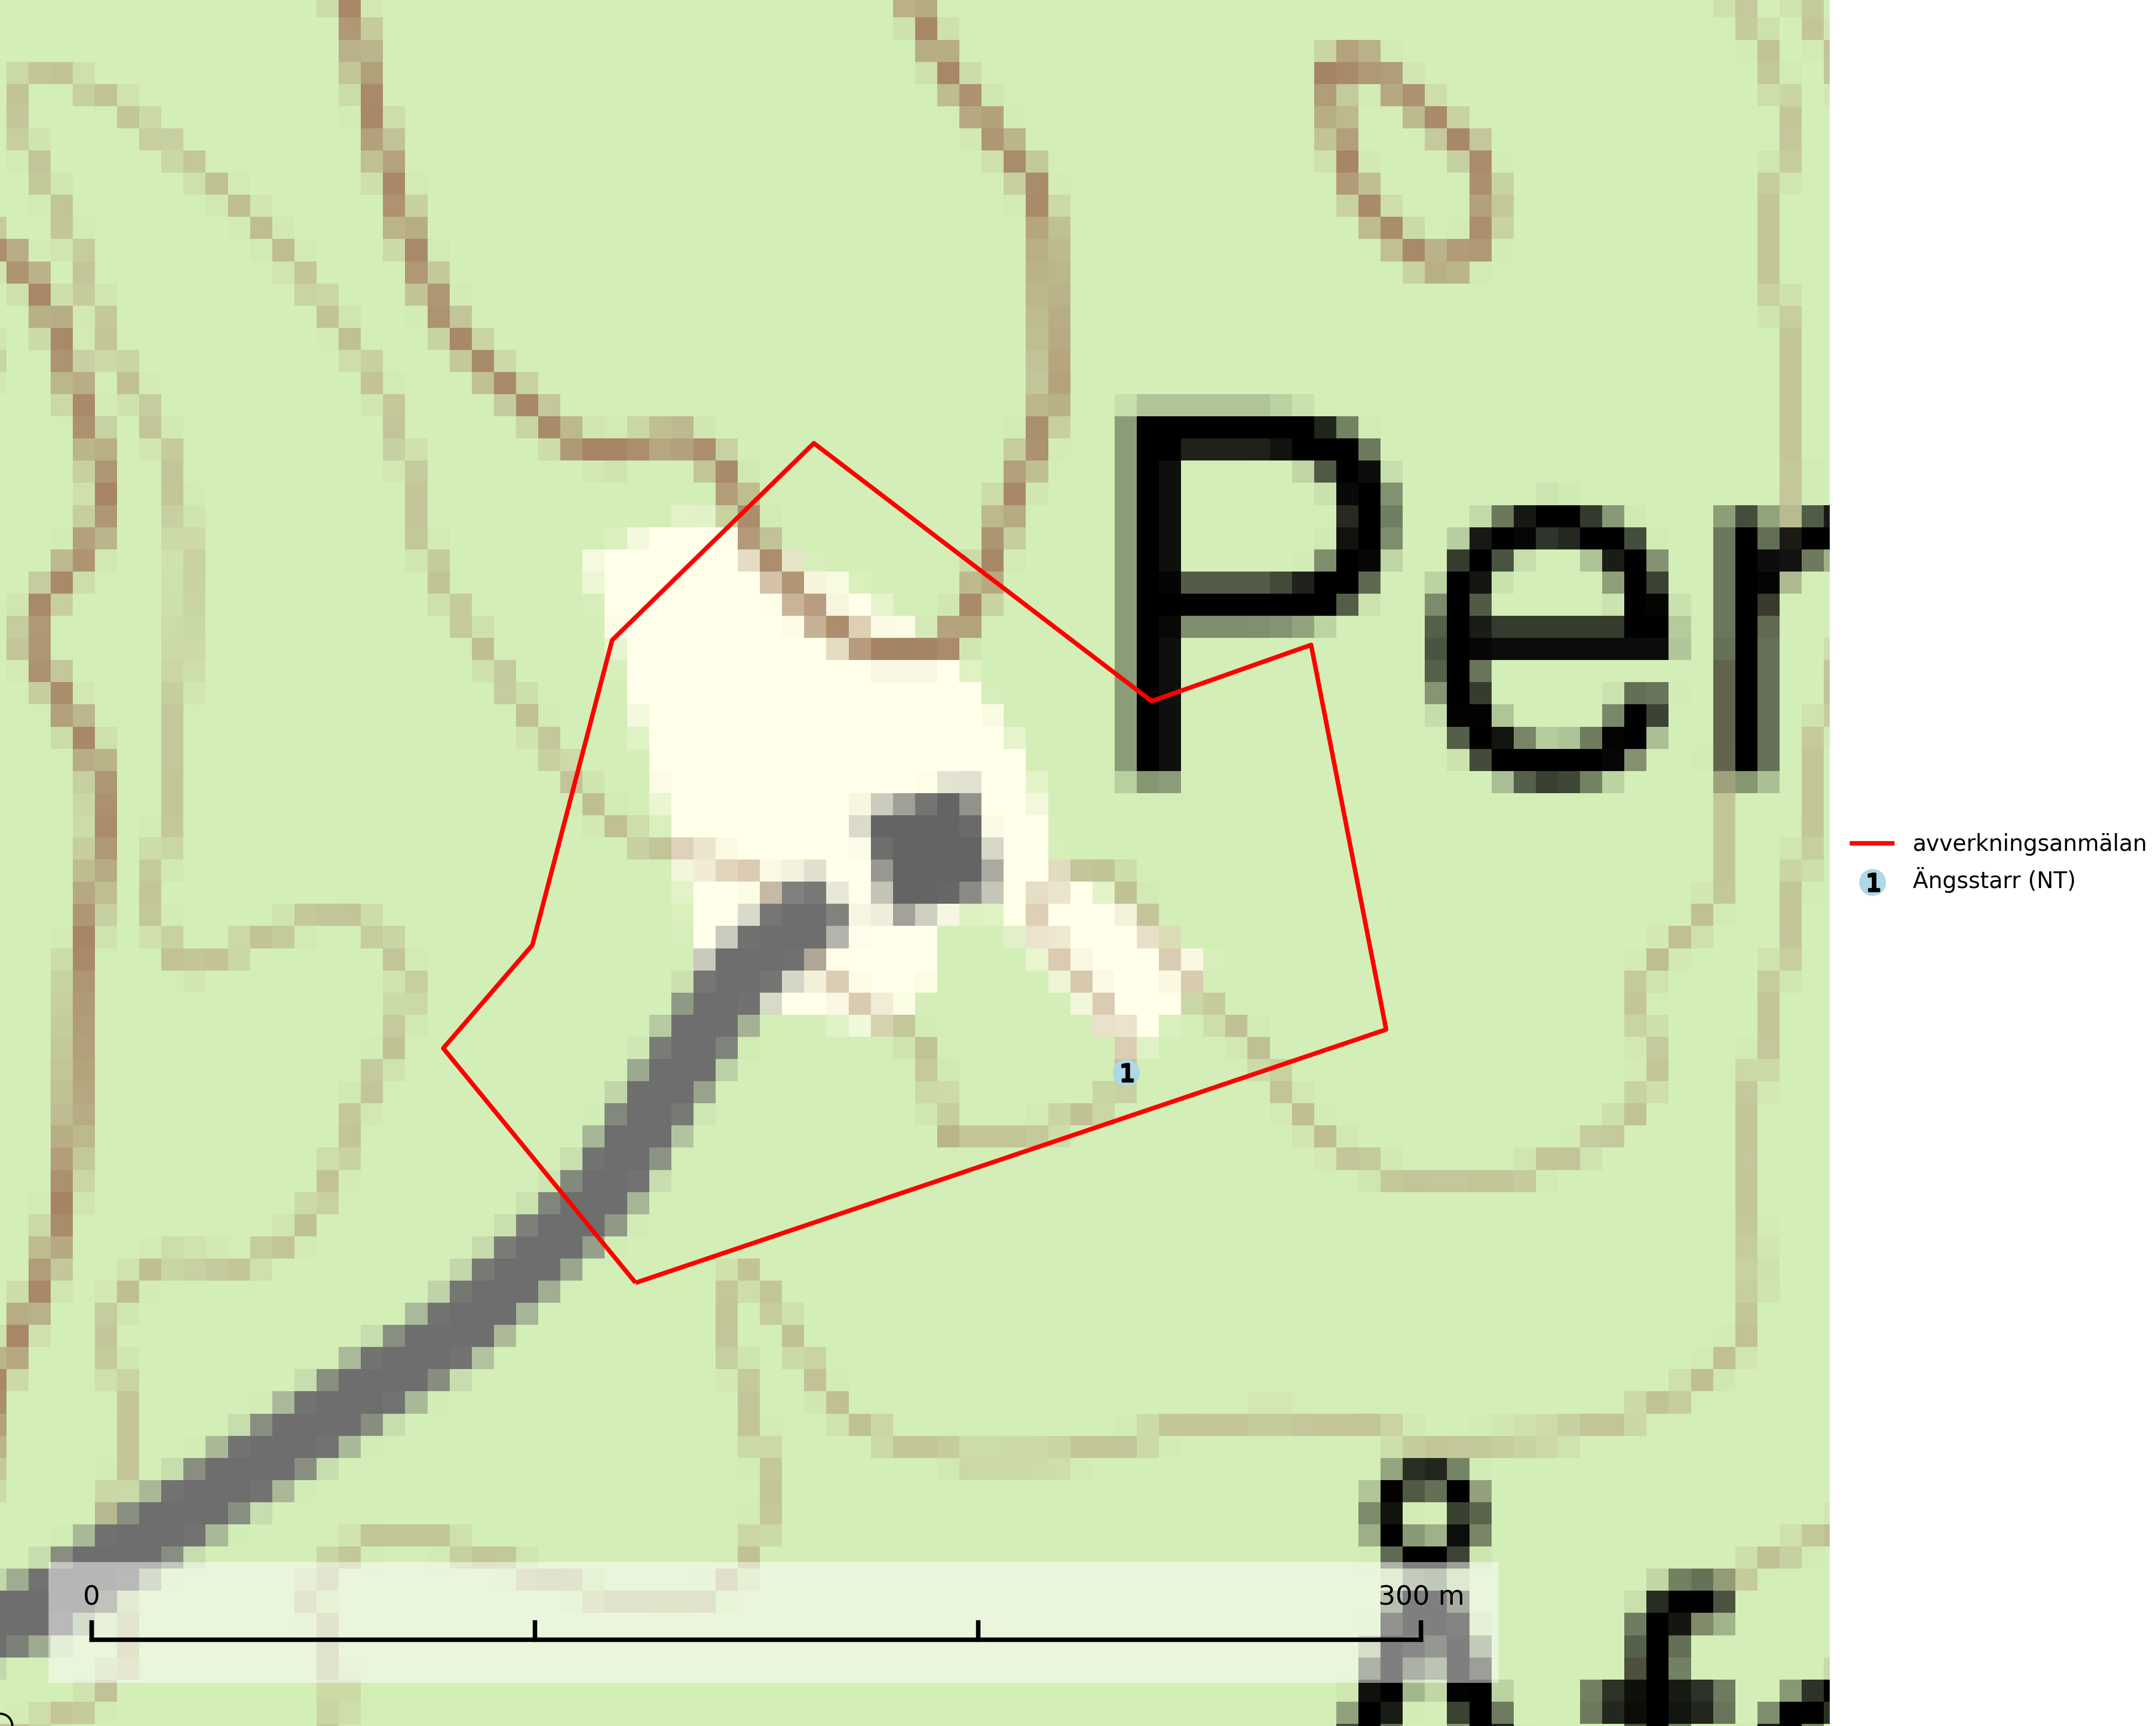 Per
avverkningsanmälan
1 Ängsstarr (NT)
1
0 300 m